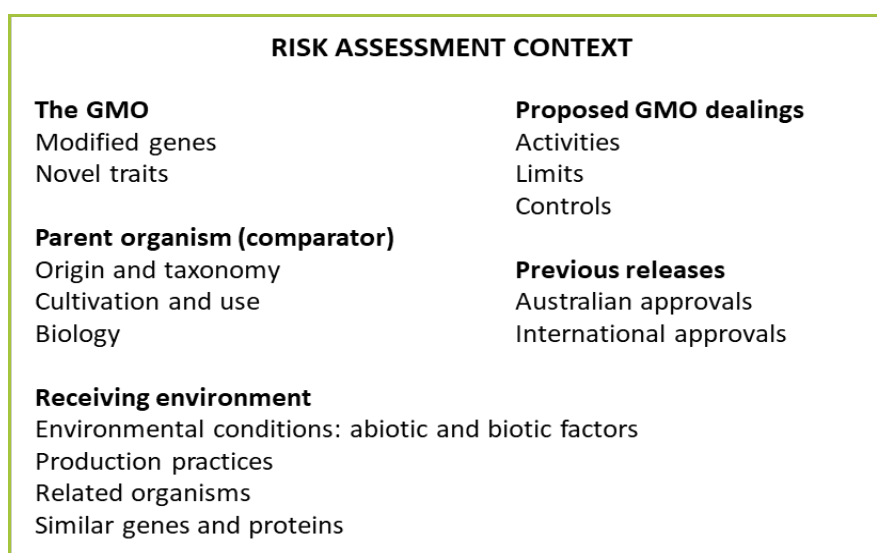 RISK ASSESSMENT CONTEXT
The GMO
Modified genes
Novel traits
Parent organism (comparator)
Origin and taxonomy
Cultivation and use
Biology
Proposed GMO dealings
Activities
Limits
Controls
Previous releases
Australian approvals
International approvals
Receiving environment
Environmental conditions: abiotic and biotic factors
Production practices
Related organisms
Similar genes and proteins